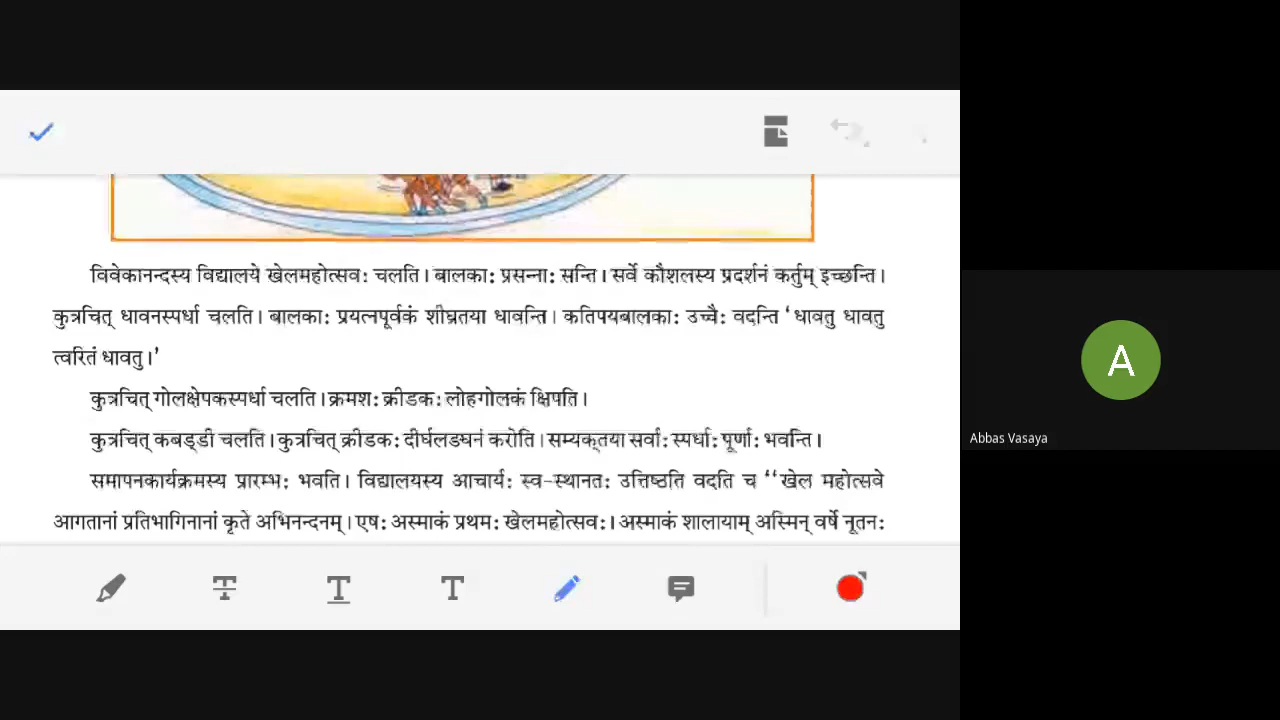 विवेकानन्दस्य विद्यालये खेलमहोत्सवः चलति। बालकाः प्रसन्नाः सन्ति। सर्वे कौशलस्य प्रदर्शनं कर्तुम् इच्छन्ति।
कुत्रचित् धावनस्पर्धा चलति। बालकाः प्रयत्नपूर्वकं शीघ्रतया धावन्ति। कतिपयबालकाः उच्चैः वदन्ति ‘धावतु धावतु
त्वरितं धावतु।’
कुत्रचित् गोलक्षेपकस्पर्धा चलति। क्रमशः क्रीडकः लोहगोलकं क्षिपति।
कुत्रचित् कबड्डी चलति। कुत्रचित् क्रीडकः दीर्घलङघनं करोति। सम्यक्तया सर्वाः स्पर्धाः पूर्णाः भवन्ति।
समापनकार्यक्रमस्य प्रारम्भः भवति। विद्यालयस्य आचार्यः स्व-स्थानतः उत्तिष्ठति वदति च ‘‘खेल महोत्सवे
आगतानां प्रतिभागिनानां कृते अभिनन्दनम्। एषः अस्माकं प्रथमः खेलमहोत्सवः। अस्माकं शालायाम् अस्मिन् वर्षे नूतनः
T T T
A
Abbas Vasaya